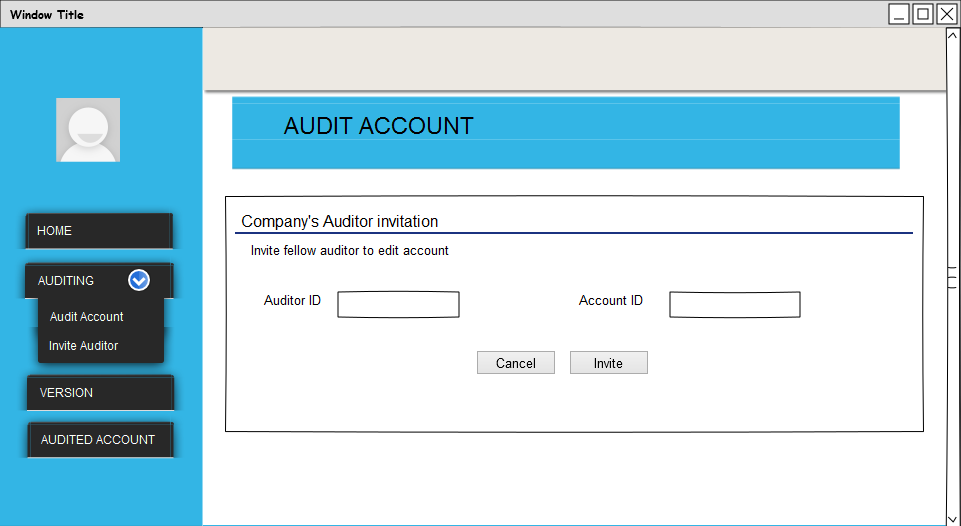 Window Title
AUDIT ACCOUNT
HOME
AUDITING
Audit Account
Invite Auditor
VERSION
AUDITED ACCOUNT
Company's Auditor invitation
Invite fellow auditor to edit account
Auditor ID
Account ID
Cancel
Invite